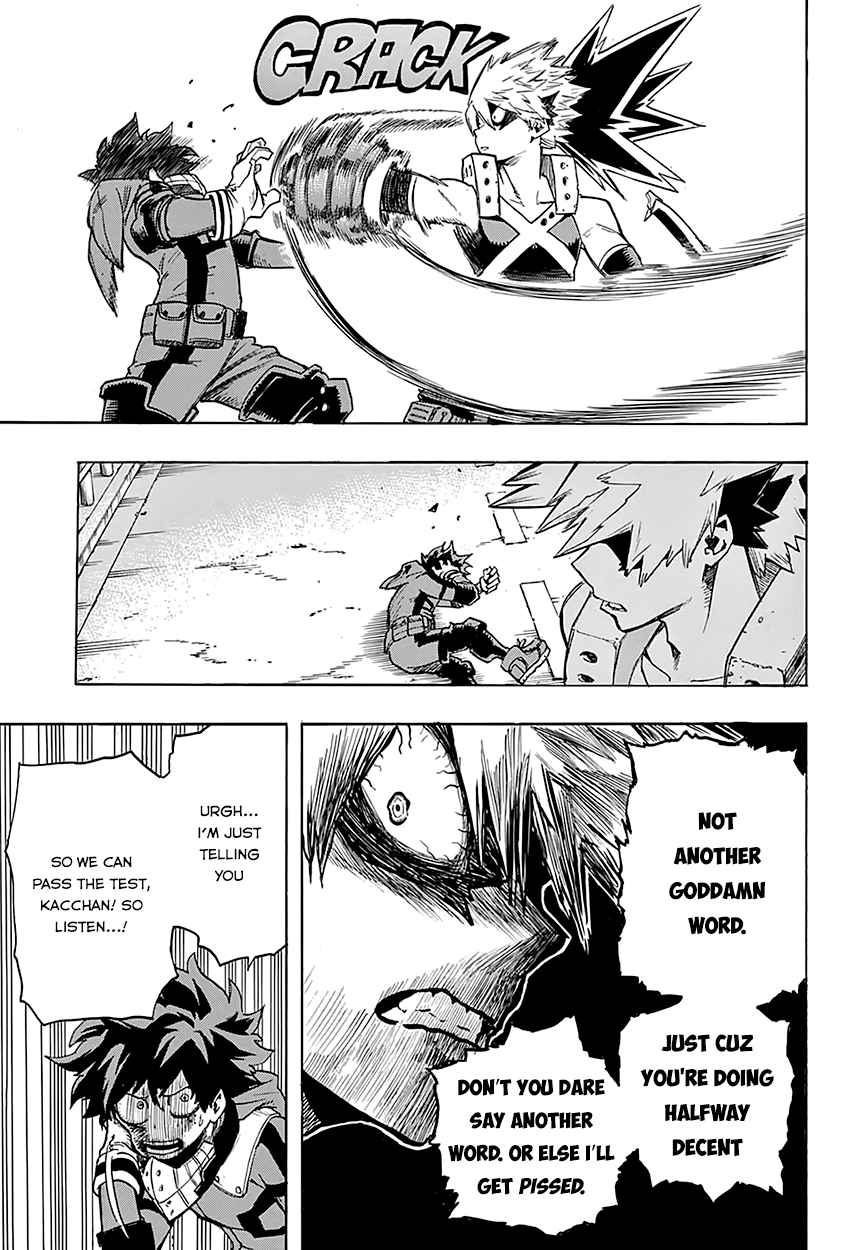 CRACK
NOT
ANOTHER
GODDAMN
WORD.
JUST CUZ
YOU'RE DOING
HALFWAY
DECENT
DON'T YOU DARE
SAY ANOTHER
WORD. OR ELSE I'LL
GET PISSED.
URGH...
I'M JUST
TELLING
YOU
SO WE CAN
PASS THE TEST,
KACCHAN! SO
LISTEN...!